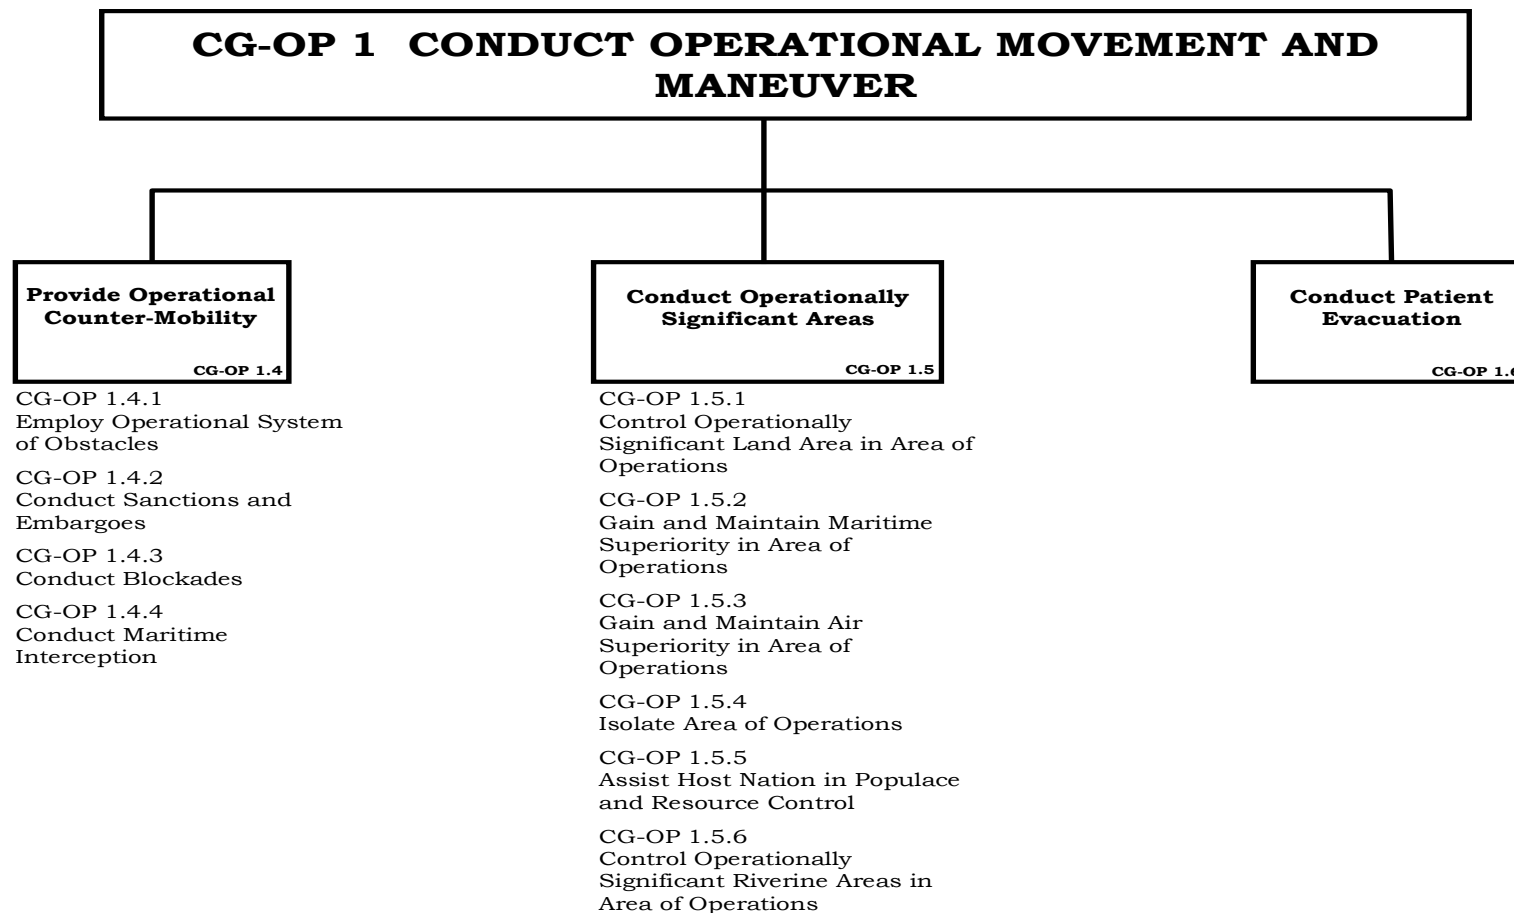 CG-OP 1 CONDUCT OPERATIONAL MOVEMENT AND
MANEUVER
Provide Operational
Counter-Mobility
CG-OP 1.4
CG-OP 1.4.1
Employ Operational System
of Obstacles
CG-OP 1.4.2
Conduct Sanctions and
Embargoes
CG-OP 1.4.3
Conduct Blockades
CG-OP 1.4.4
Conduct Maritime
Interception
Conduct Operationally
Significant Areas
CG-OP 1.5
CG-OP 1.5.1
Control Operationally
Significant Land Area in Area of
Operations
CG-OP 1.5.2
Gain and Maintain Maritime
Superiority in Area of
Operations
CG-OP 1.5.3
Gain and Maintain Air
Superiority in Area of
Operations
CG-OP 1.5.4
Isolate Area of Operations
CG-OP 1.5.5
Assist Host Nation in Populace
and Resource Control
CG-OP 1.5.6
Control Operationally
Significant Riverine Areas in
Area of Operations
Conduct Patient
Evacuation
CG-OP 1.6